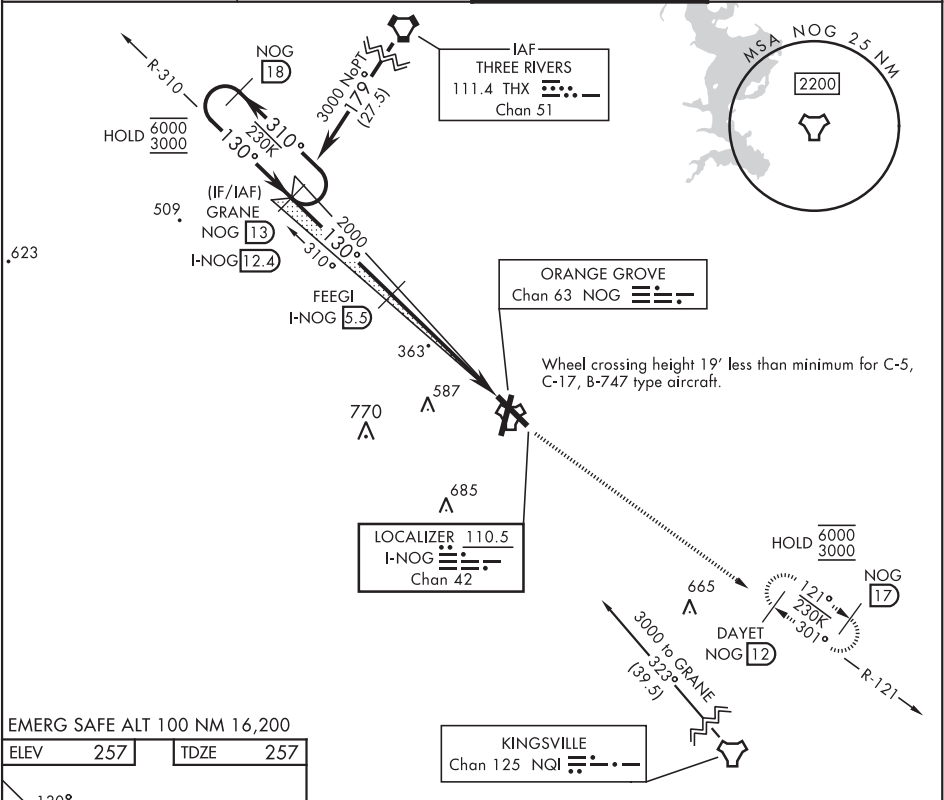 R-310
NOG
18
HOLD 6000
3000
310°
230K
130°
3000 NoPT
179°
(27.5)
IAF
THREE RIVERS
111.4 THX
Chan 51
MSA NOG 25 NM
2200
(IF/IAF)
GRANE
NOG 13
I-NOG 12.4
509
623
2000
130°
310°
FEEGI
I-NOG 5.5
363
587
770
685
ORANGE GROVE
Chan 63 NOG
Wheel crossing height 19' less than minimum for C-5,
C-17, B-747 type aircraft.
LOCALIZER 110.5
I-NOG
Chan 42
HOLD 6000
3000
NOG
17
121°
230K
301°
665
DAYET
NOG 12
R-121
3000 to GRANE
323°
(39.5)
KINGSVILLE
Chan 125 NQI
EMERG SAFE ALT 100 NM 16,200
ELEV 257 TDZE 257